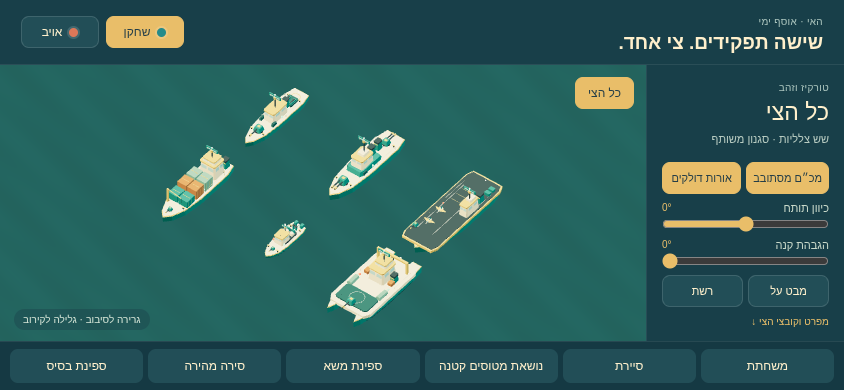 האי · אוסף ימי
שישה תפקידים. צי אחד.
שחקן
אויב
כל הצי
טורקיז וזהב
כל הצי
שש צלליות · סגנון משותף
מכ״ם מסתובב
אורות דולקים
כיוון תותח
0°
הגבהת קנה
0°
מבט על
רשת
מפרט וקובצי הצי ↓
גרירה לסיבוב · גלילה לקירוב
משחתת
סיירת
נושאת מטוסים קטנה
ספינת משא
סירה מהירה
ספינת בסיס